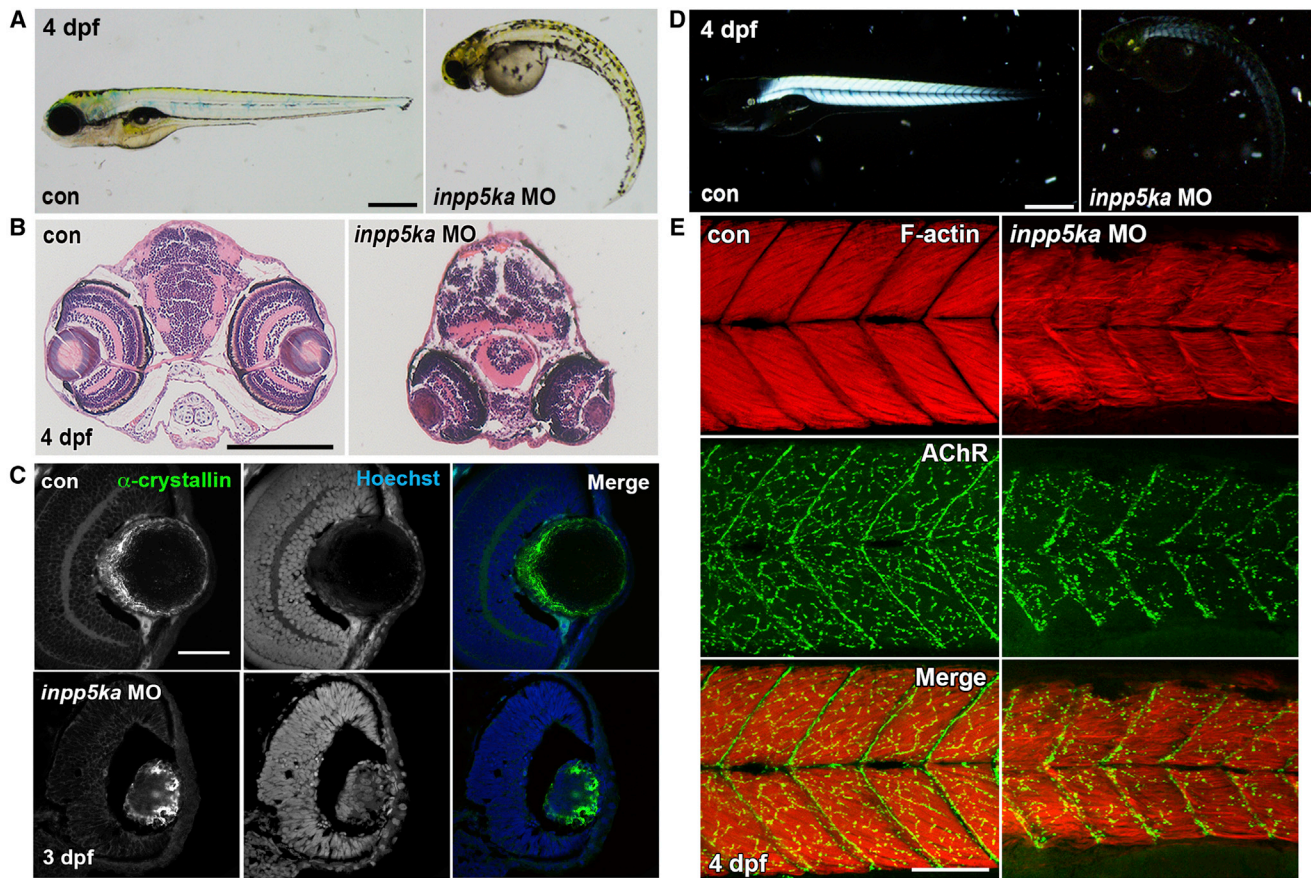 A
4 dpf
con
inpp5ka MO
B
con
inpp5ka MO
4 dpf
C
con
α-crystallin
Hoechst
Merge
inpp5ka MO
3 dpf
D
4 dpf
con
inpp5ka MO
E
con
F-actin
inpp5ka MO
AChR
Merge
4 dpf